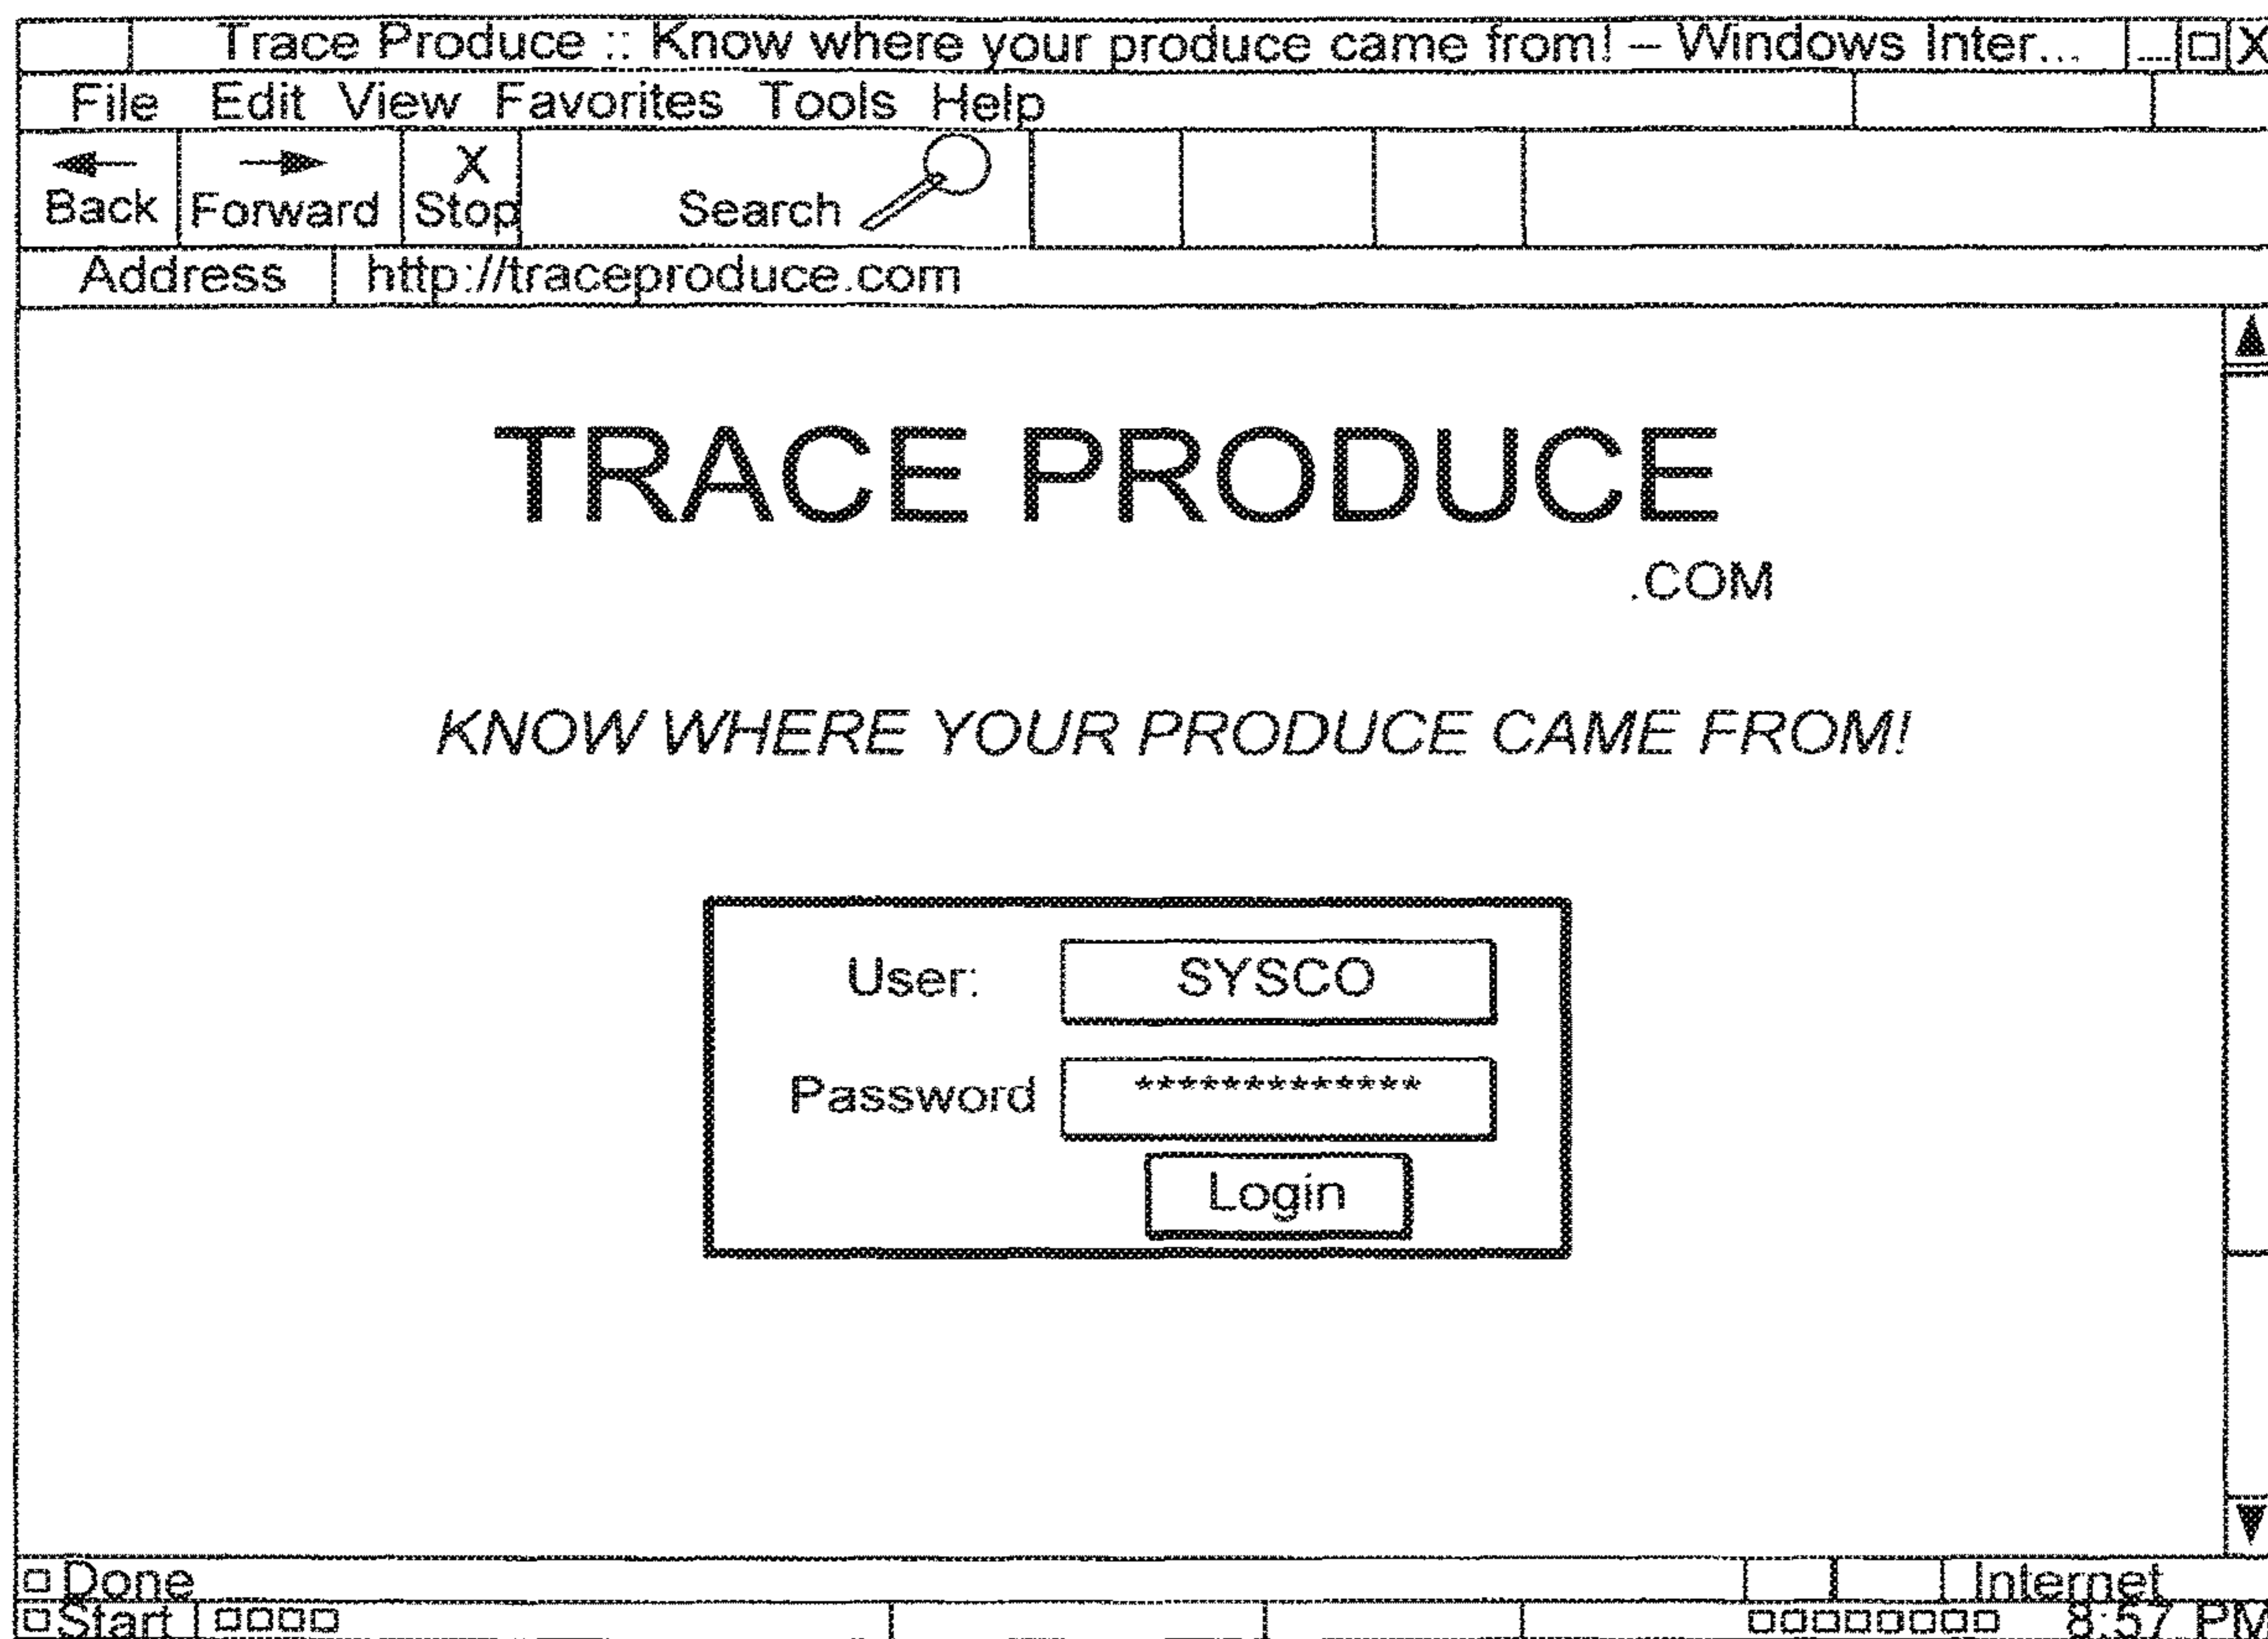 Trace Produce :: Know where your produce came from! – Windows Inter... ... X
File Edit View Favorites Tools Help
X
Back Forward Stop Search
Address http://traceproduce.com
TRACE PRODUCE
.COM
KNOW WHERE YOUR PRODUCE CAME FROM!
User: SYSCO
Password *************
Login
Done Internet
Start 8:57 PM